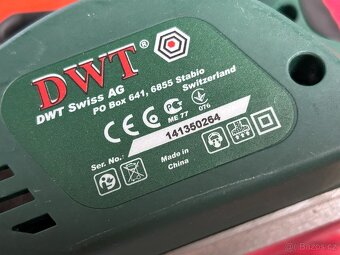 DWT®
DWT Swiss AG
PO Box 641, 6855 Stabio
Switzerland
CE
ME 77
076
Ser. No.:
141350264
Made in
China